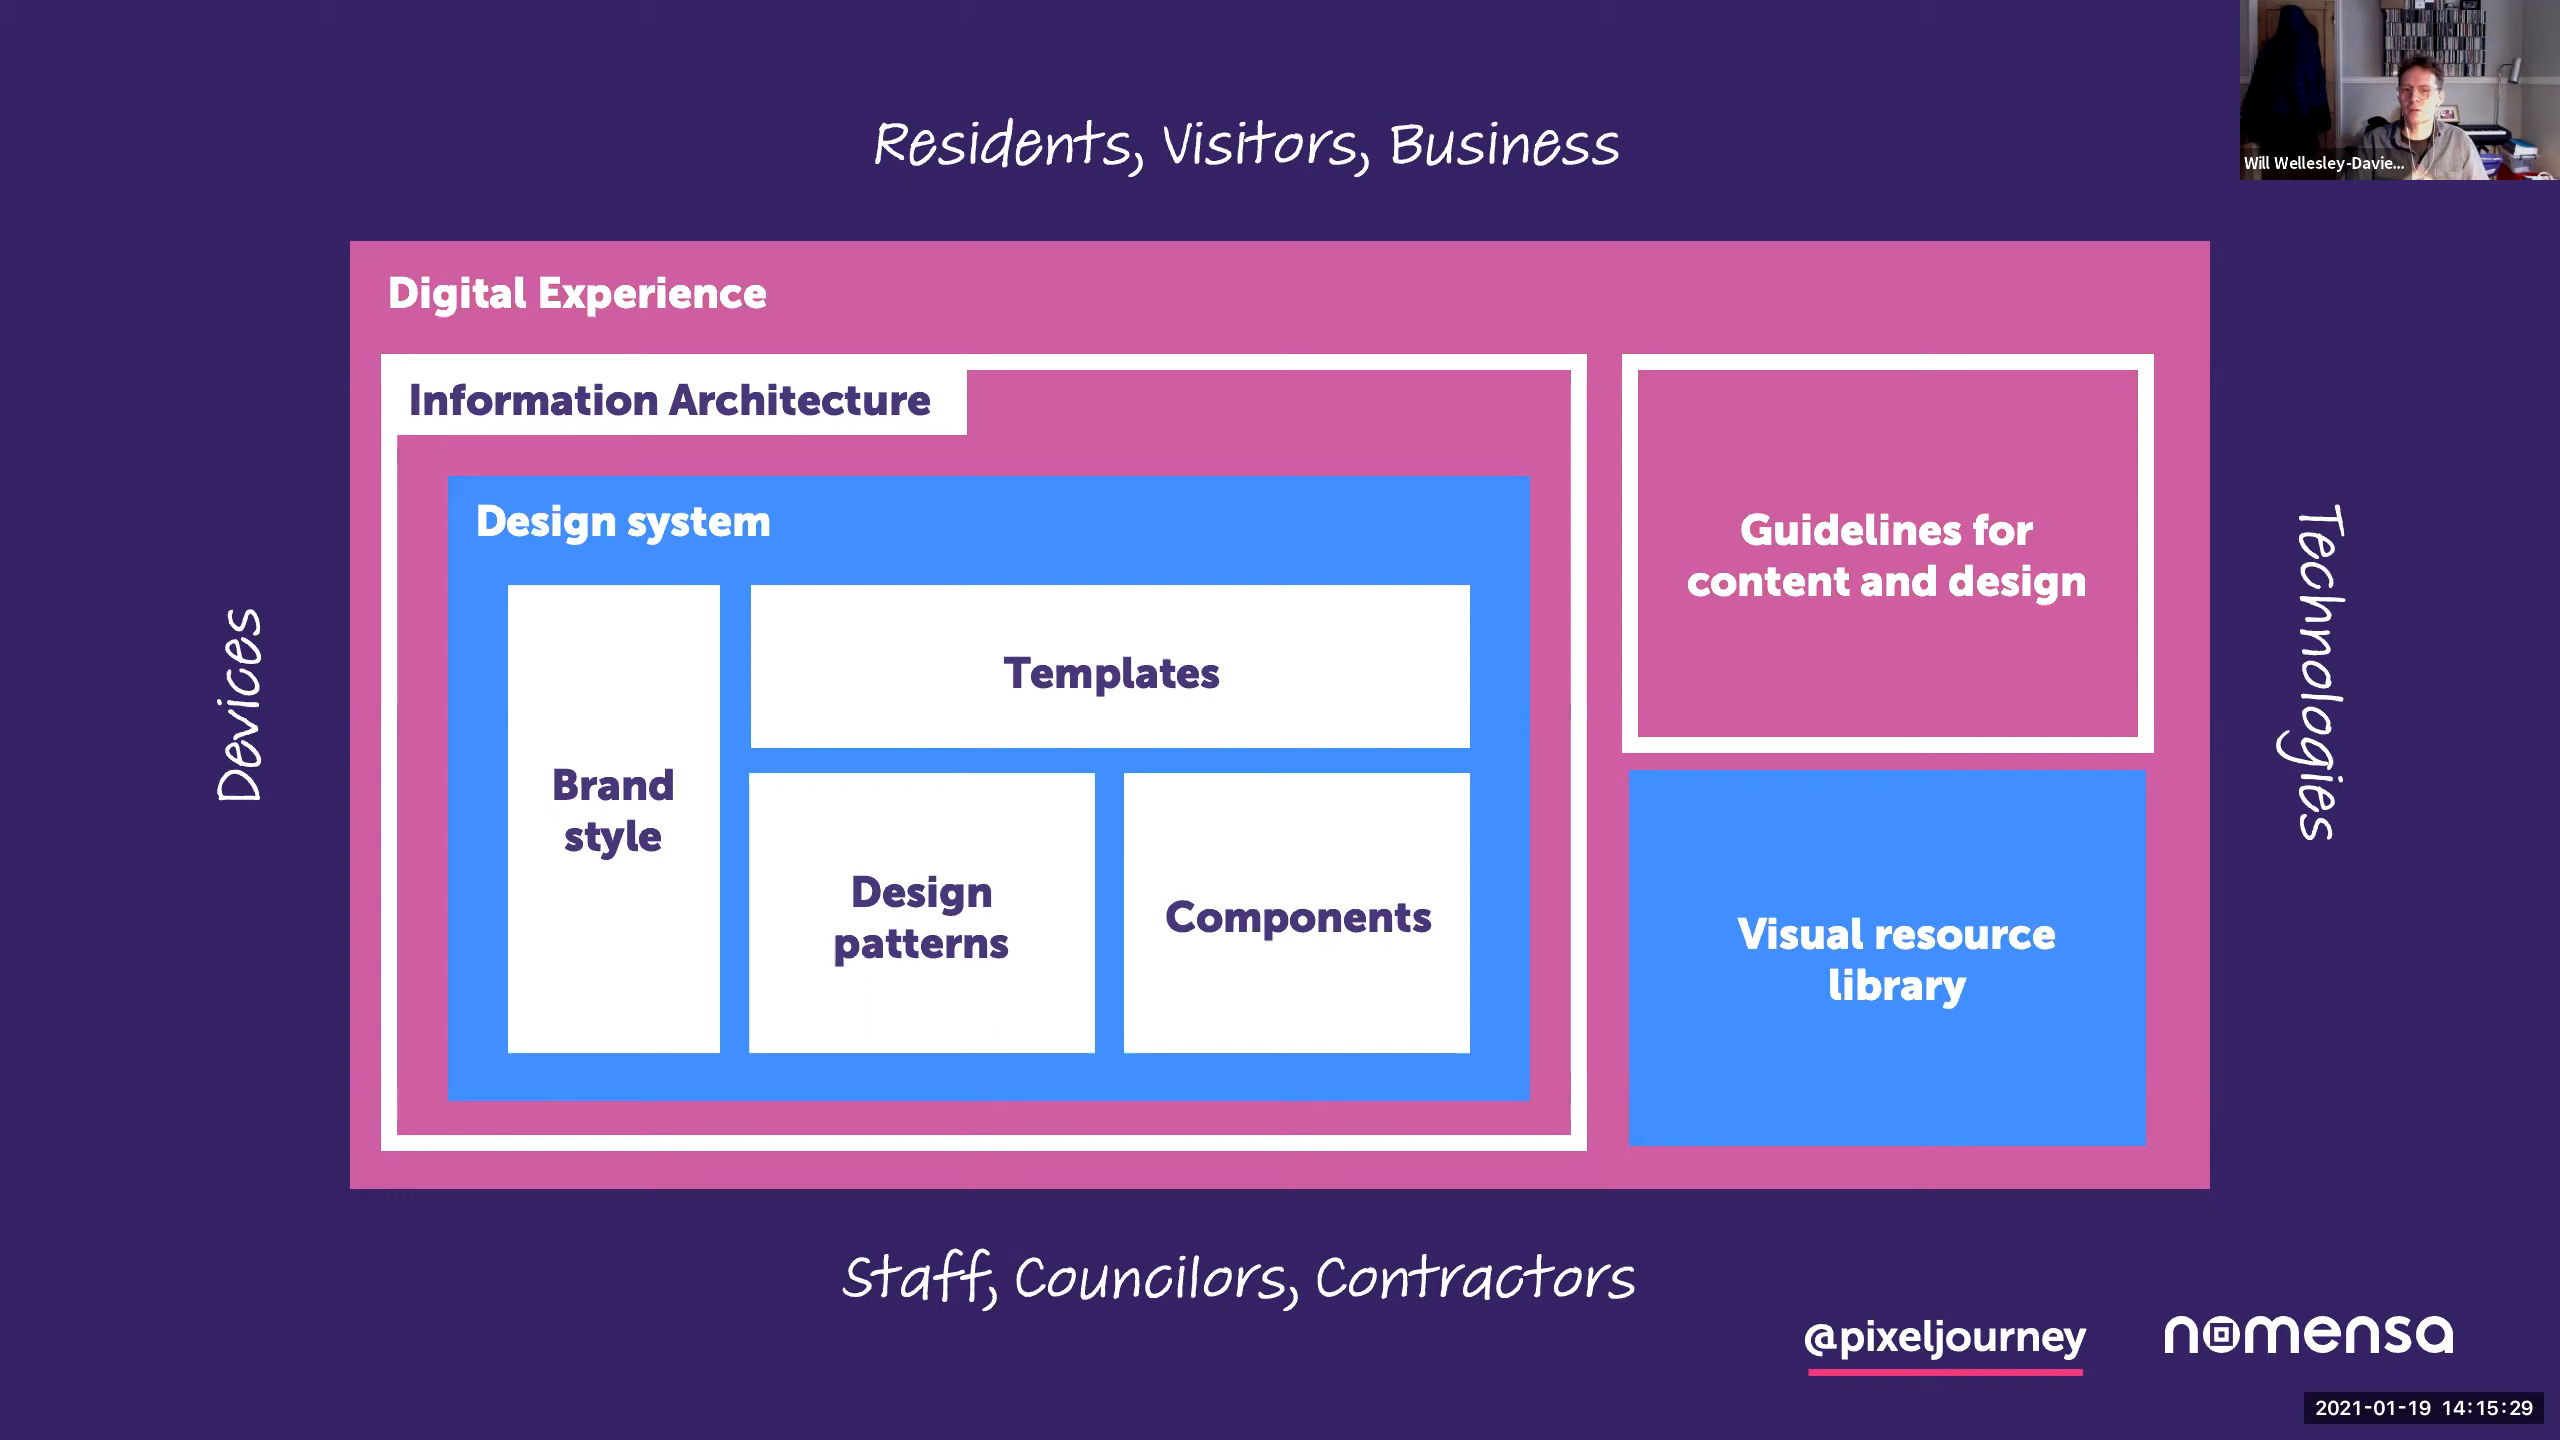 Will Wellesley-Davie...
Residents, Visitors, Business
Digital Experience
Information Architecture
Design system
Brand
style
Templates
Design
patterns
Components
Guidelines for
content and design
Visual resource
library
Devices
Technologies
Staff, Councilors, Contractors
@pixeljourney
nomensa
2021-01-19 14:15:29